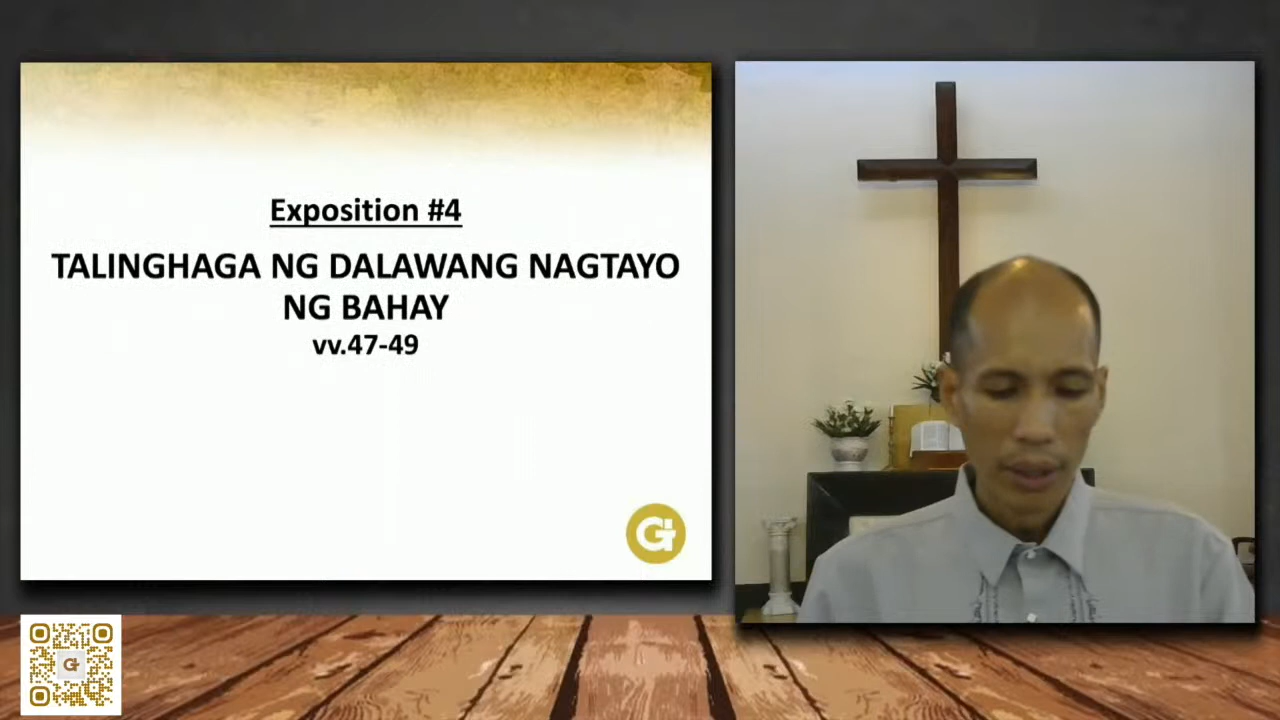 Exposition #4
TALINGHAGA NG DALAWANG NAGTAYO
NG BAHAY
vv.47-49
G
G